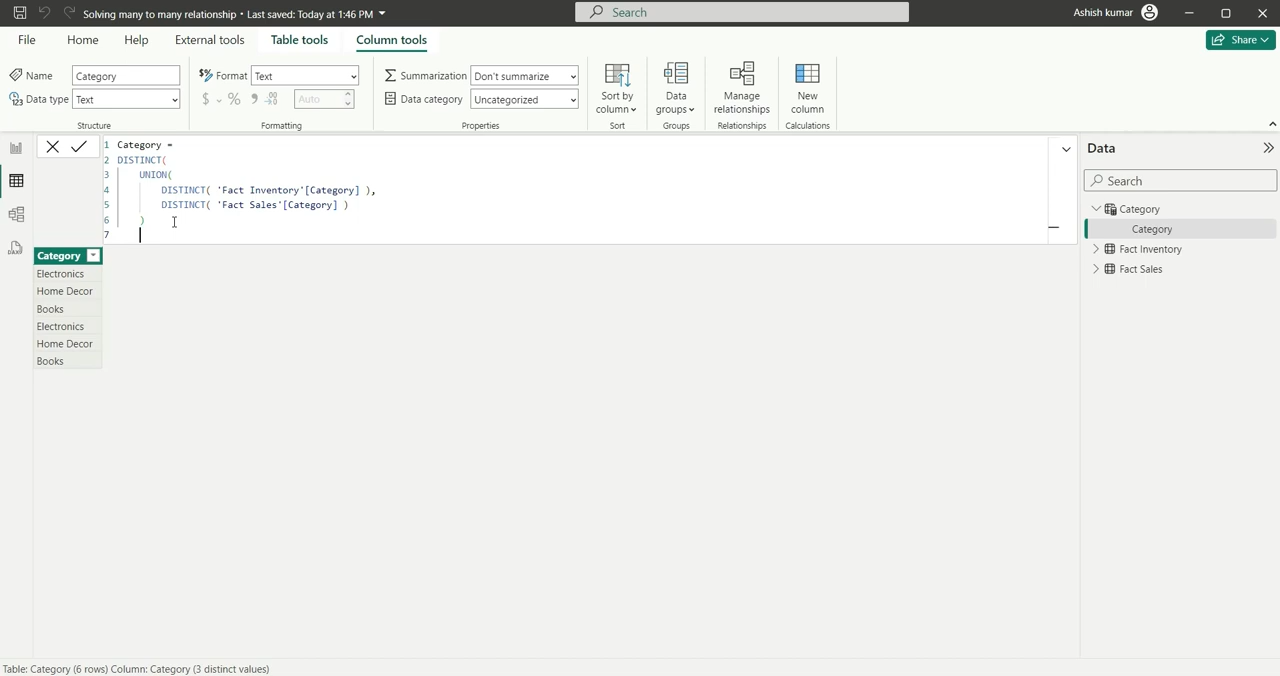 Solving many to many relationship • Last saved: Today at 1:46 PM
Search
Ashish kumar
File Home Help External tools Table tools Column tools
Share
Name Category
Data type Text
Structure
Format Text
$ % 9 .00 Auto
Formatting
Summarization Don't summarize
Data category Uncategorized
Properties
Sort by column
Sort
Data groups
Groups
Manage relationships
Relationships
New column
Calculations
1 Category =
2 DISTINCT(
3 UNION(
4 DISTINCT( 'Fact Inventory'[Category] ),
5 DISTINCT( 'Fact Sales'[Category] )
6 )
7
Category
Electronics
Home Decor
Books
Electronics
Home Decor
Books
Data
Search
Category
Category
Fact Inventory
Fact Sales
Table: Category (6 rows) Column: Category (3 distinct values)